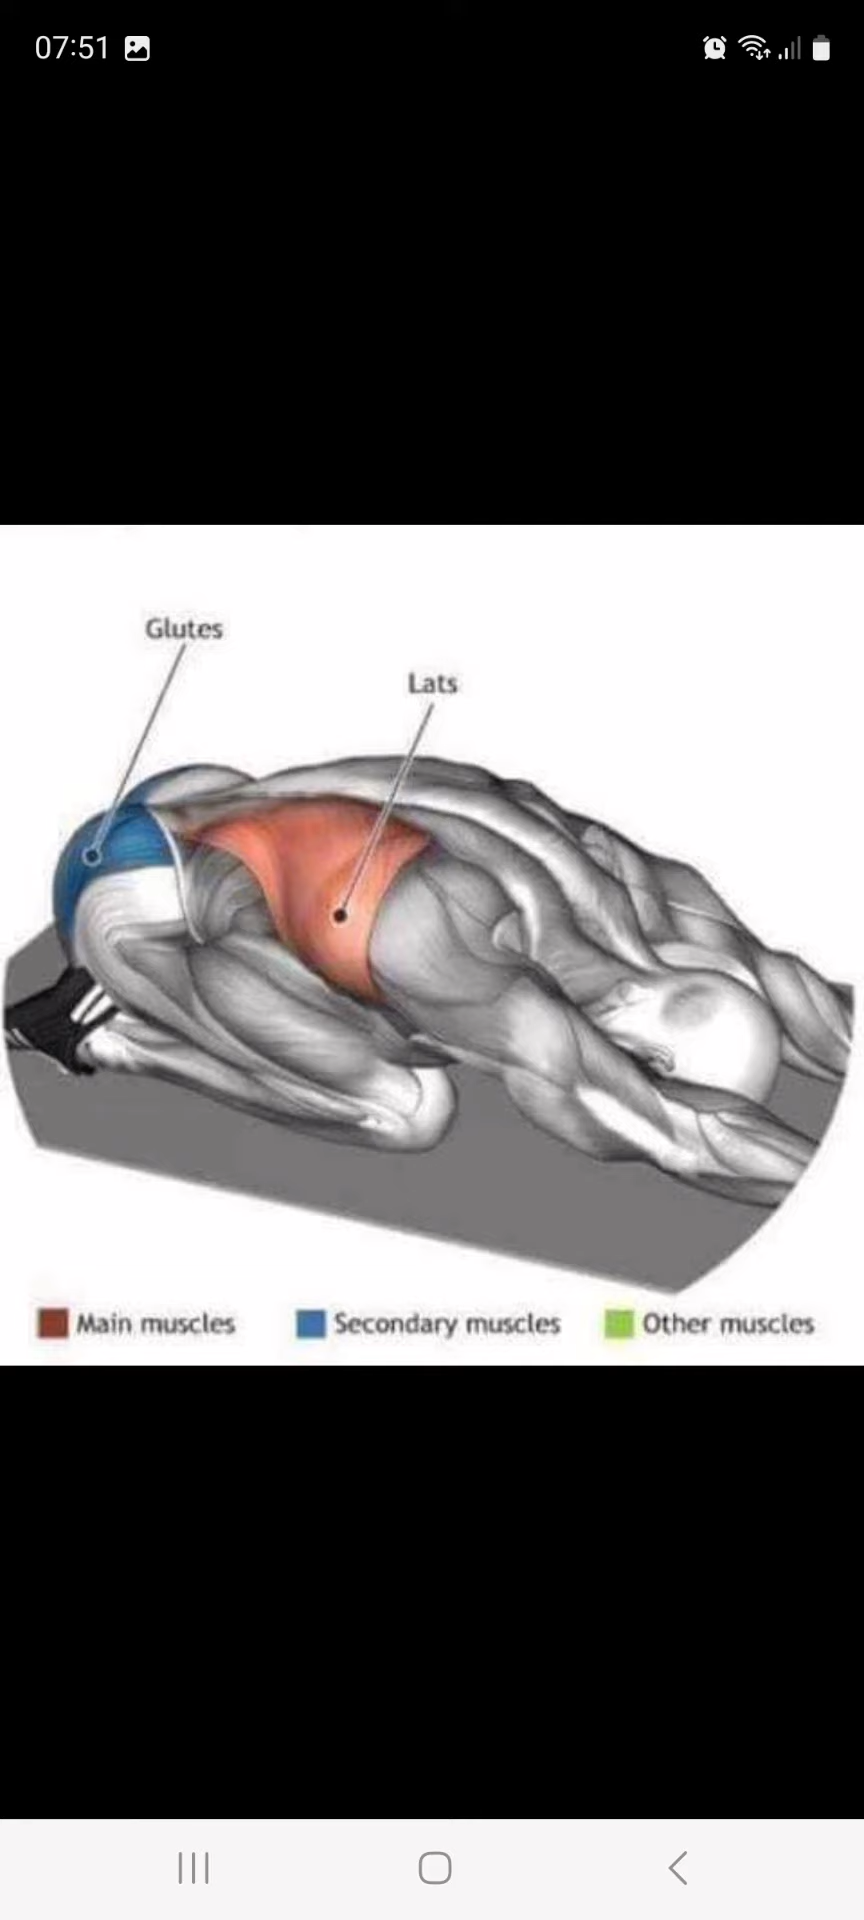 07:51
Glutes
Lats
Main muscles
Secondary muscles
Other muscles